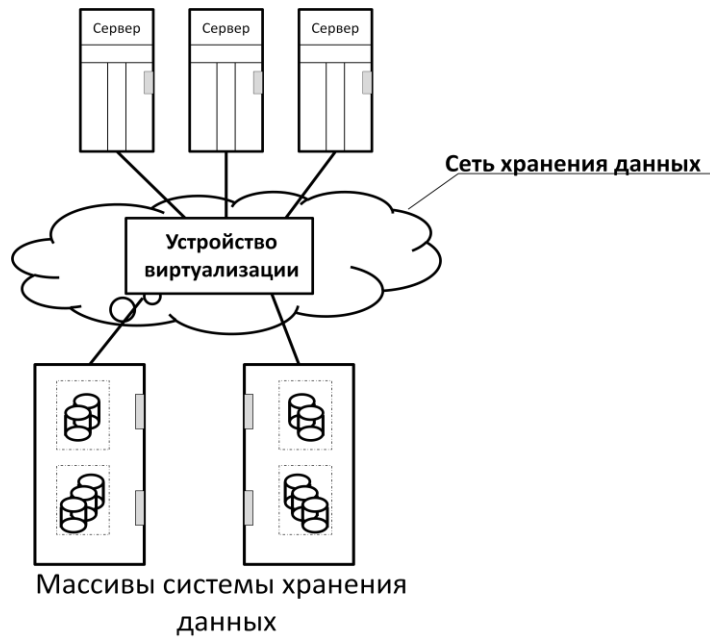 Сервер
Сервер
Сервер
Сеть хранения данных
Устройство
виртуализации
Массивы системы хранения
данных